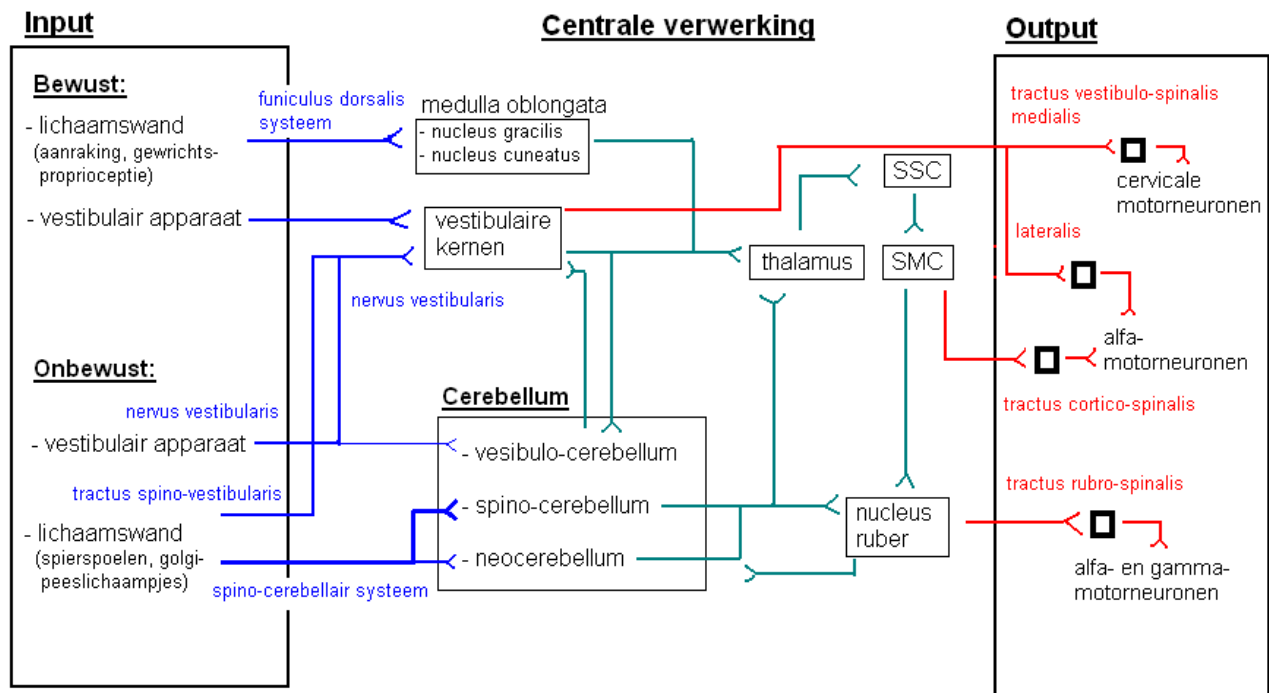 Input
Centrale verwerking
Output
Bewust:
- lichaamswand
(aanraking, gewrichts-
proprioceptie)
- vestibulair apparaat
funiculus dorsalis
systeem
medulla oblongata
- nucleus gracilis
- nucleus cuneatus
vestibulaire
kernen
nervus vestibularis
SSC
thalamus
SMC
tractus vestibulo-spinalis
medialis
cervicale
motorneuronen
lateralis
alfa-
motorneuronen
tractus cortico-spinalis
Onbewust:
nervus vestibularis
- vestibulair apparaat
tractus spino-vestibularis
- lichaamswand
(spierspoelen, golgi-
peeslichaampjes)
spino-cerebellair systeem
Cerebellum
- vesibulo-cerebellum
- spino-cerebellum
- neocerebellum
nucleus
ruber
tractus rubro-spinalis
alfa- en gamma-
motorneuronen